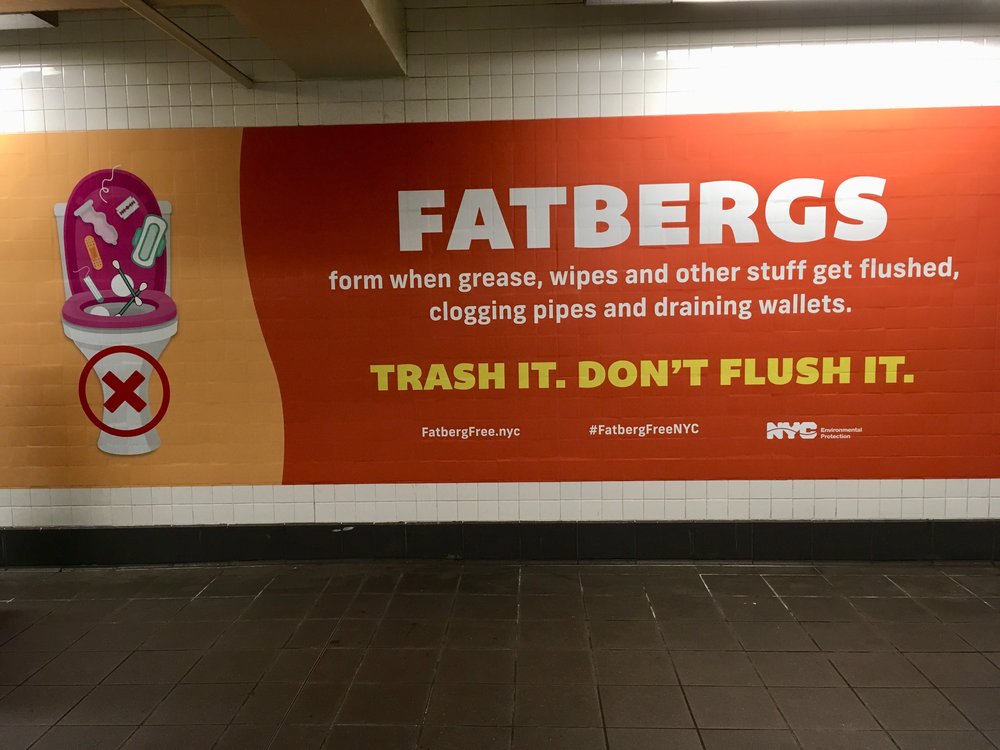 FATBERGS
form when grease, wipes and other stuff get flushed,
clogging pipes and draining wallets.
TRASH IT. DON'T FLUSH IT.
FatbergFree.nyc
#FatbergFreeNYC
NYC Environmental
Protection